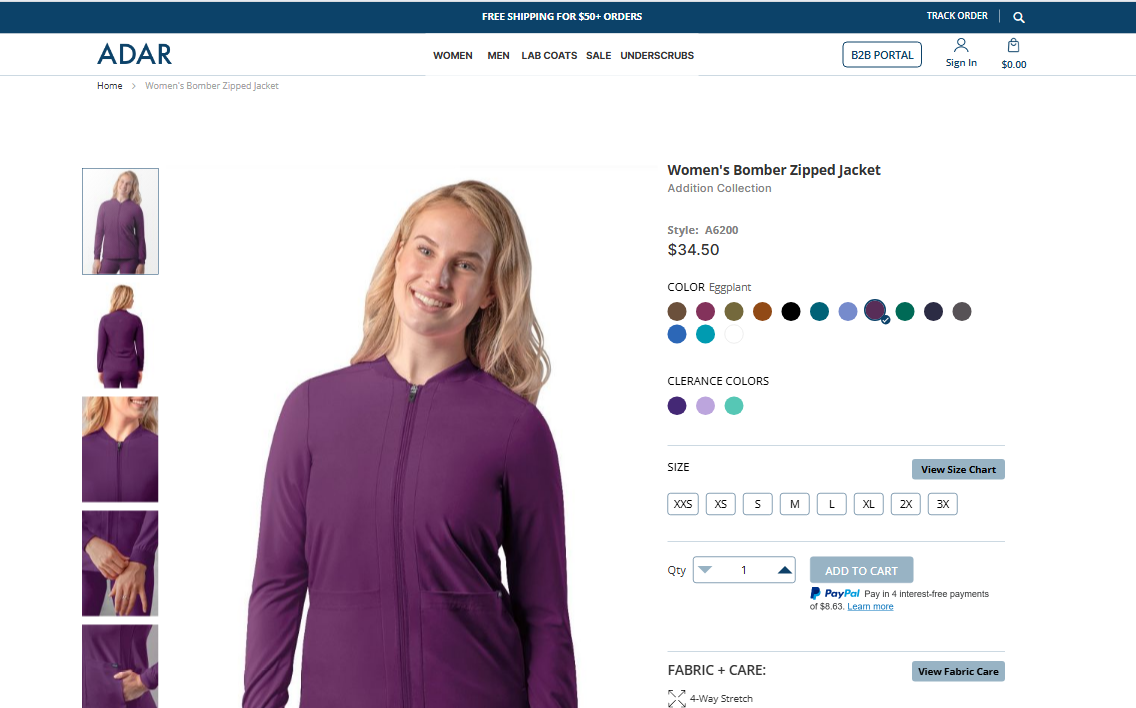 FREE SHIPPING FOR $50+ ORDERS
TRACK ORDER
ADAR
WOMEN MEN LAB COATS SALE UNDERSCRUBS
B2B PORTAL
Sign In
$0.00
Home > Women's Bomber Zipped Jacket
Women's Bomber Zipped Jacket
Addition Collection
Style: A6200
$34.50
COLOR Eggplant
CLERANCE COLORS
SIZE
View Size Chart
XXS XS S M L XL 2X 3X
Qty 1 ADD TO CART
PayPal Pay in 4 interest-free payments
of $8.63. Learn more
FABRIC + CARE:
View Fabric Care
4-Way Stretch